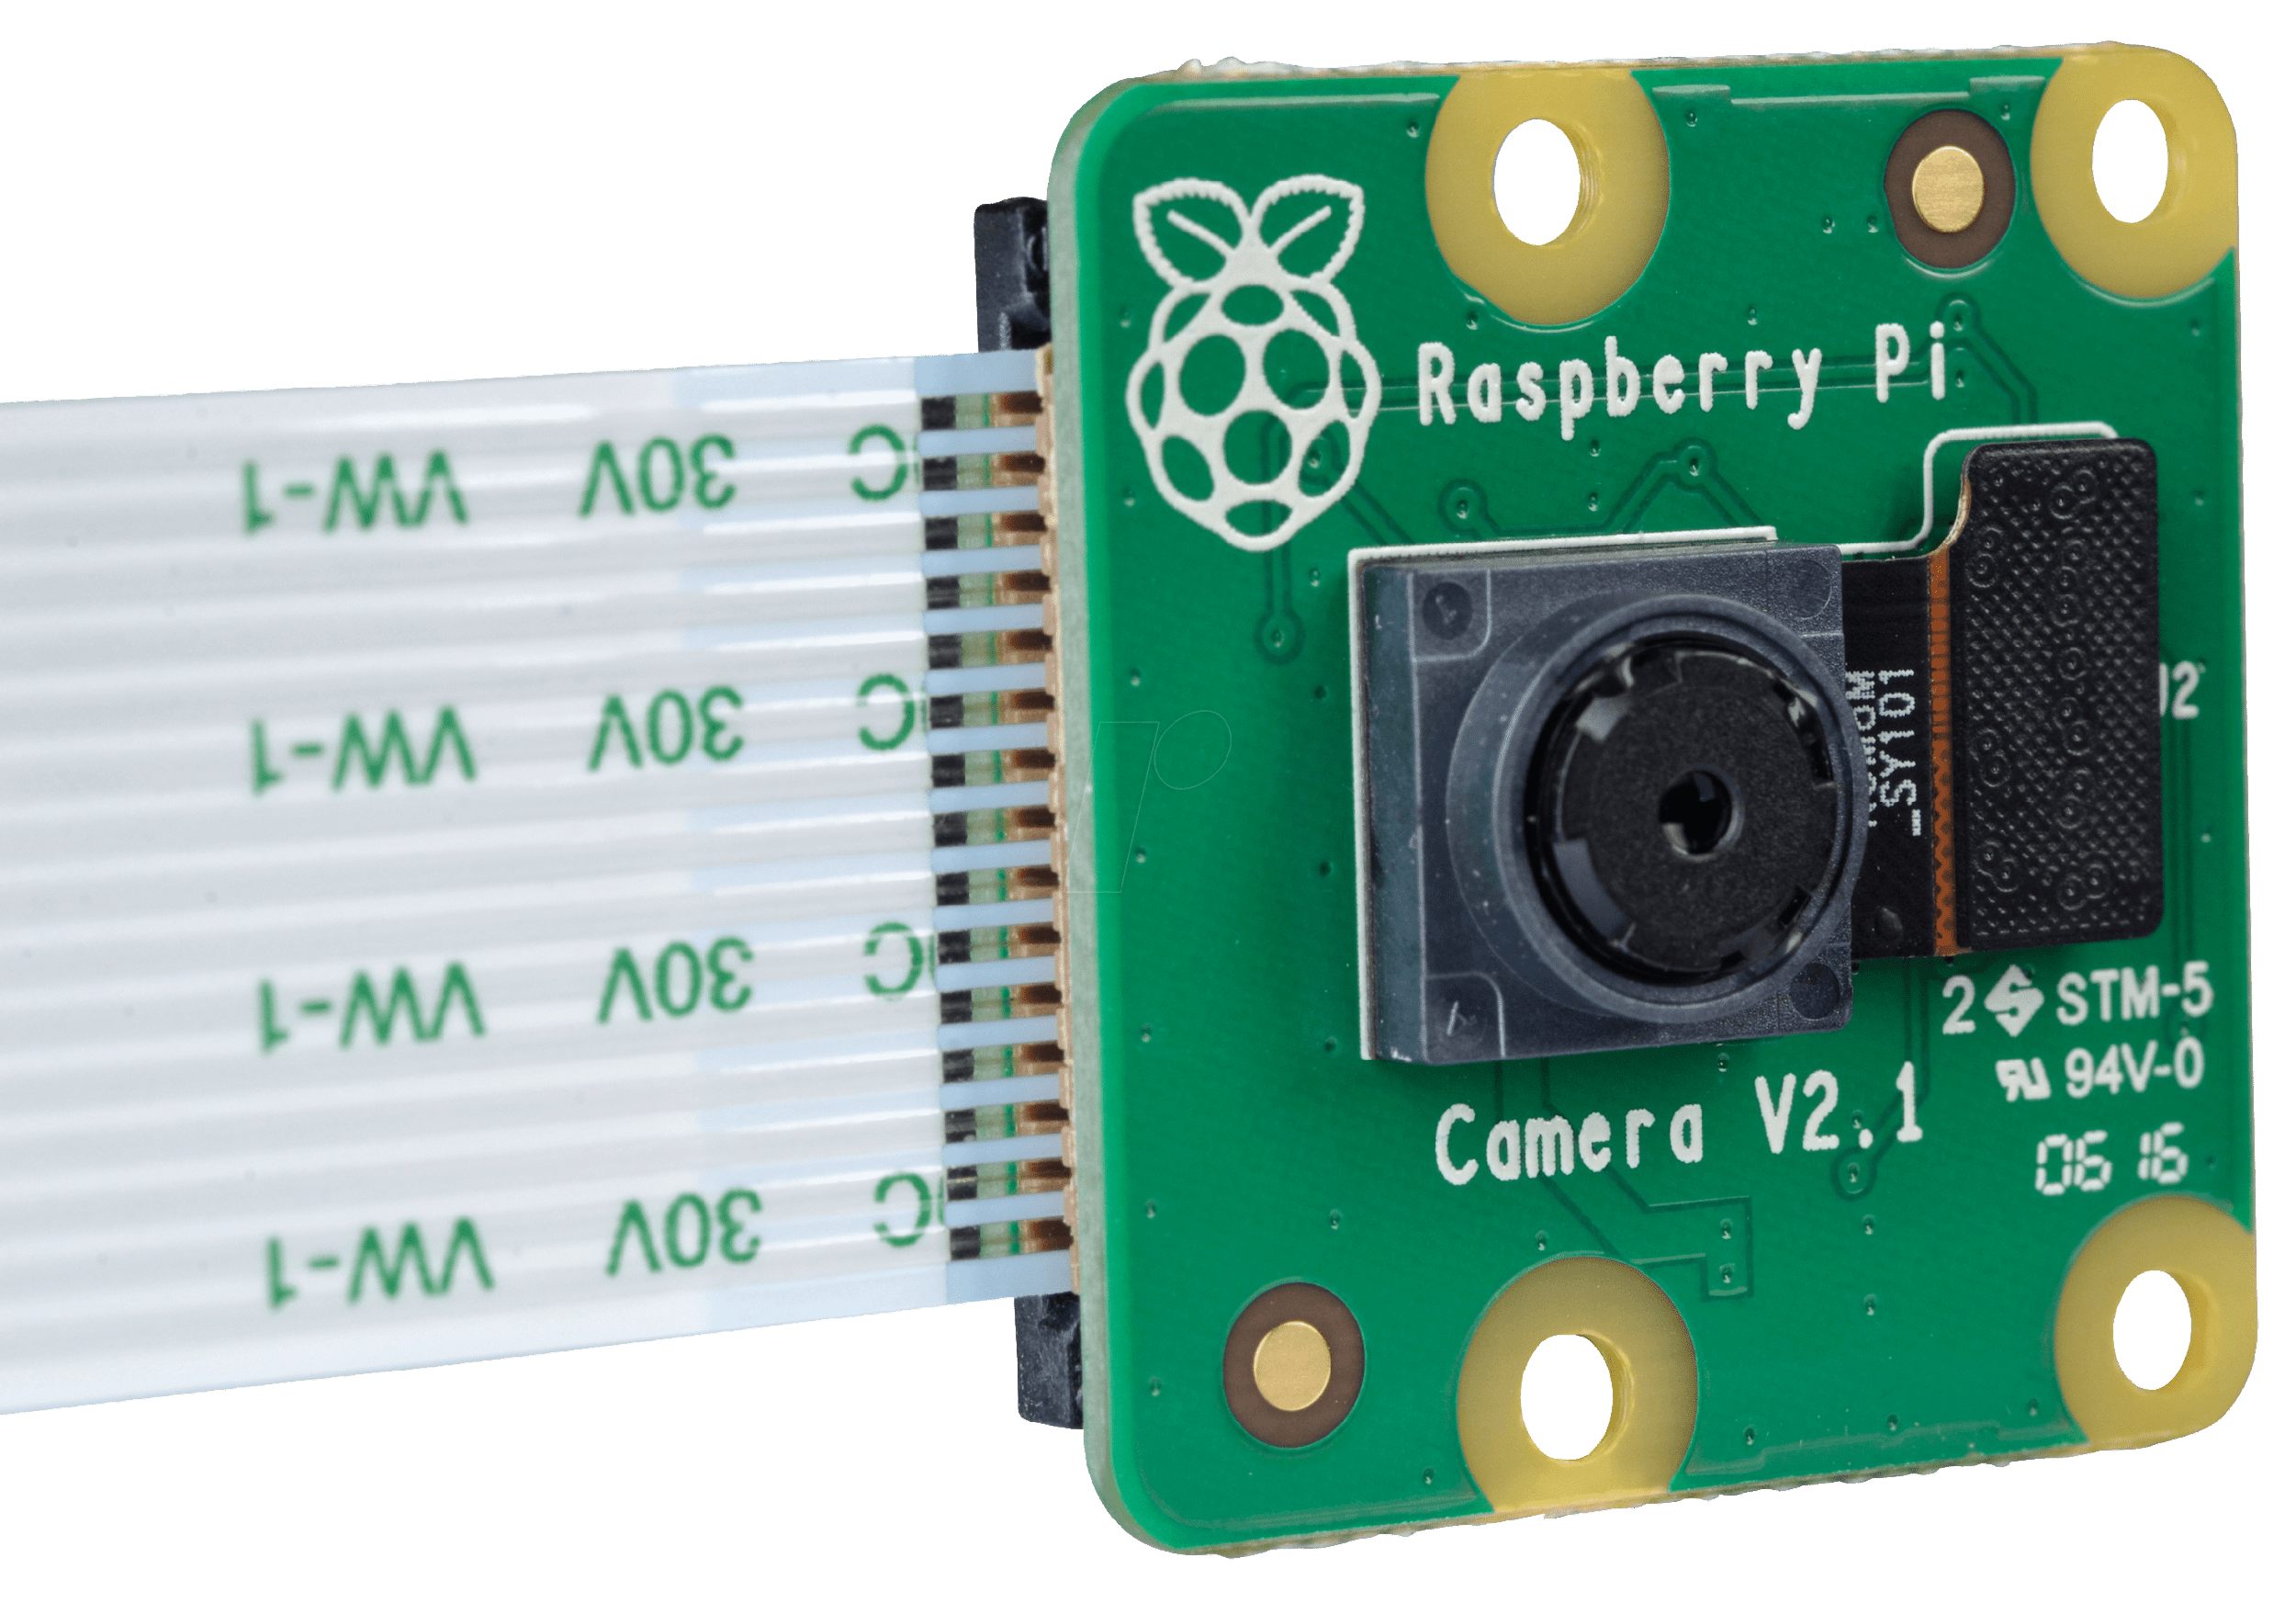 Raspberry Pi
Camera V2.1
_SY101
2 STM-5
94V-0
06 16
C 30V VW-1
C 30V VW-1
C 30V VW-1
C 30V VW-1